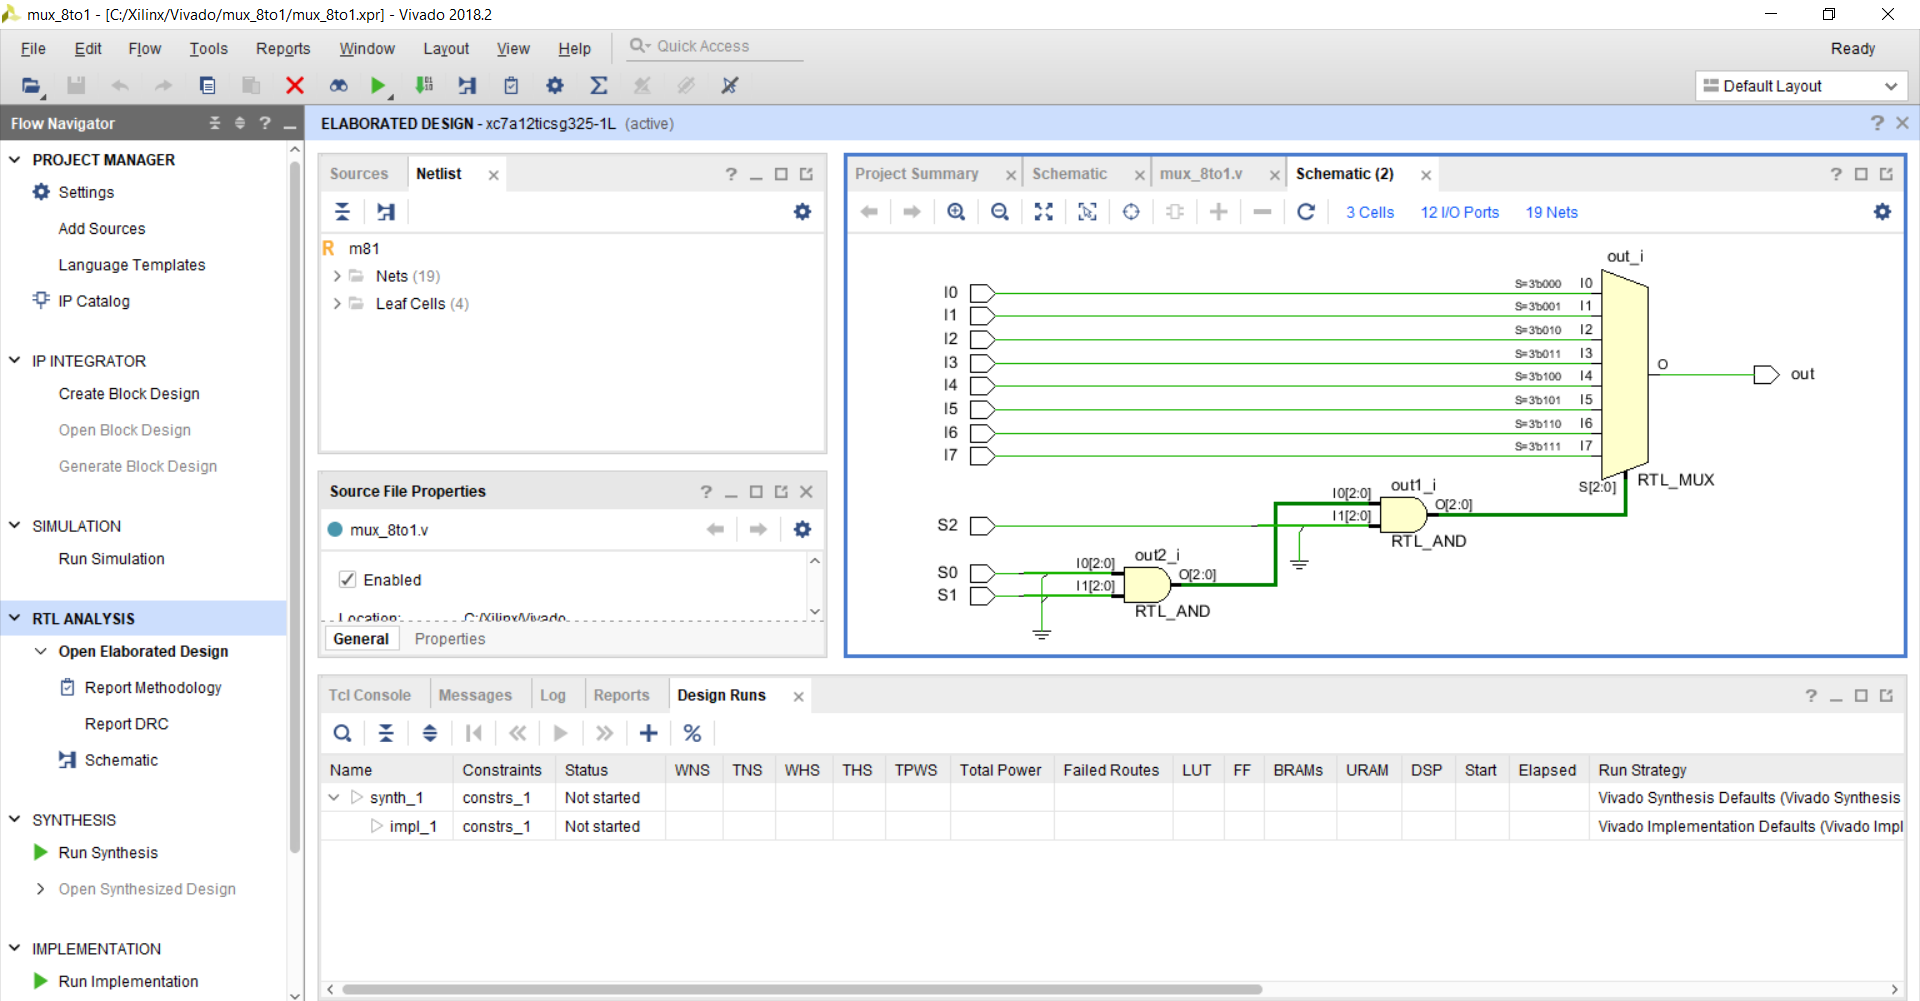 mux_8to1 - [C:/Xilinx/Vivado/mux_8to1/mux_8to1.xpr] - Vivado 2018.2
File Edit Flow Tools Reports Window Layout View Help Quick Access Ready
Default Layout
Flow Navigator
ELABORATED DESIGN - xc7a12ticsg325-1L (active)
PROJECT MANAGER
Settings
Add Sources
Language Templates
IP Catalog
IP INTEGRATOR
Create Block Design
Open Block Design
Generate Block Design
SIMULATION
Run Simulation
RTL ANALYSIS
Open Elaborated Design
Report Methodology
Report DRC
Schematic
SYNTHESIS
Run Synthesis
Open Synthesized Design
IMPLEMENTATION
Run Implementation
Sources Netlist
m81
Nets (19)
Leaf Cells (4)
Source File Properties
mux_8to1.v
Enabled
Location: C:/Xilinx/Vivado
General Properties
Project Summary Schematic mux_8to1.v Schematic (2)
3 Cells 12 I/O Ports 19 Nets
out_i
I0 S=3'b000 I0
I1 S=3'b001 I1
I2 S=3'b010 I2
I3 S=3'b011 I3
I4 S=3'b100 I4
I5 S=3'b101 I5
I6 S=3'b110 I6
I7 S=3'b111 I7
O out
S[2:0] RTL_MUX
out1_i
I0[2:0] O[2:0]
I1[2:0]
RTL_AND
S2
out2_i
S0 I0[2:0] O[2:0]
S1 I1[2:0]
RTL_AND
Tcl Console Messages Log Reports Design Runs
Name Constraints Status WNS TNS WHS THS TPWS Total Power Failed Routes LUT FF BRAMs URAM DSP Start Elapsed Run Strategy
synth_1 constrs_1 Not started Vivado Synthesis Defaults (Vivado Synthesis
impl_1 constrs_1 Not started Vivado Implementation Defaults (Vivado Impl